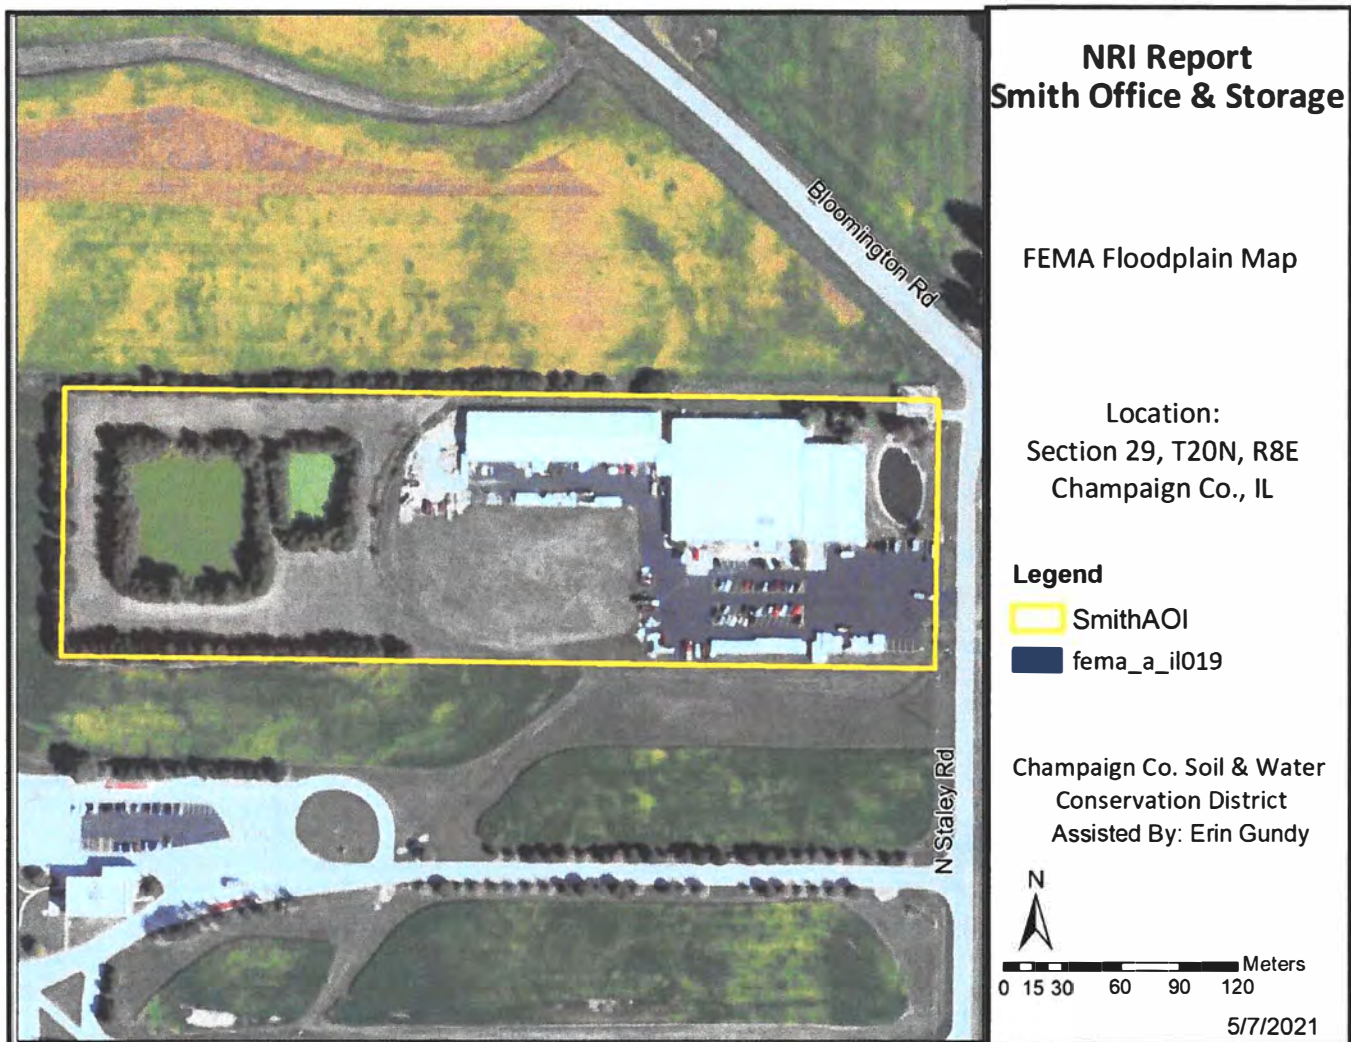 NRI Report
Smith Office & Storage
FEMA Floodplain Map
Location:
Section 29, T20N, R8E
Champaign Co., IL
Legend
SmithAOI
fema_a_il019
Champaign Co. Soil & Water
Conservation District
Assisted By: Erin Gundy
N
Meters
0 15 30 60 90 120
5/7/2021
Bloomington Rd
N Staley Rd